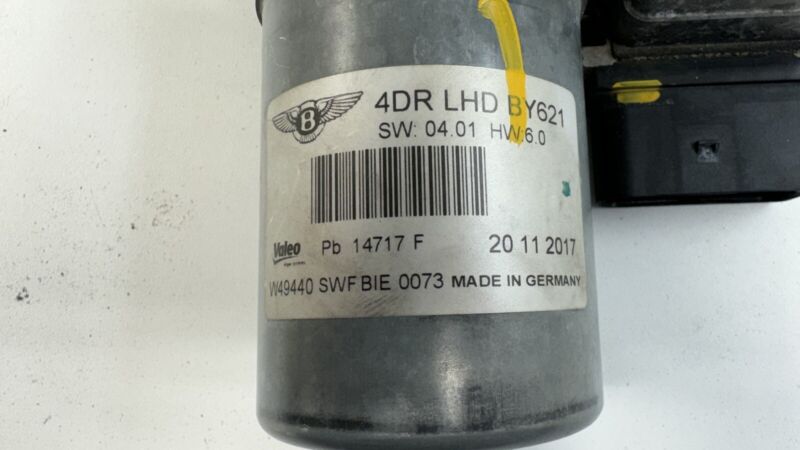 B
4DR LHD BY621
SW: 04.01 HW:6.0
Valeo
Pb 14717 F 20 11 2017
W49440 SWF BIE 0073 MADE IN GERMANY